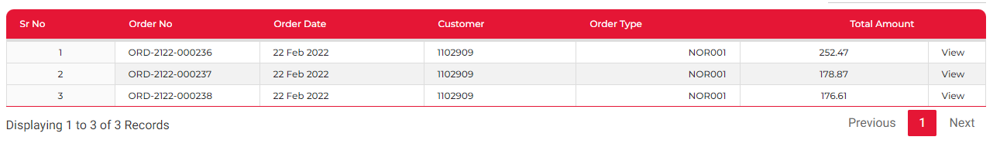 Sr No Order No Order Date Customer Order Type Total Amount
1 ORD-2122-000236 22 Feb 2022 1102909 NOR001 252.47 View
2 ORD-2122-000237 22 Feb 2022 1102909 NOR001 178.87 View
3 ORD-2122-000238 22 Feb 2022 1102909 NOR001 176.61 View
Displaying 1 to 3 of 3 Records Previous 1 Next